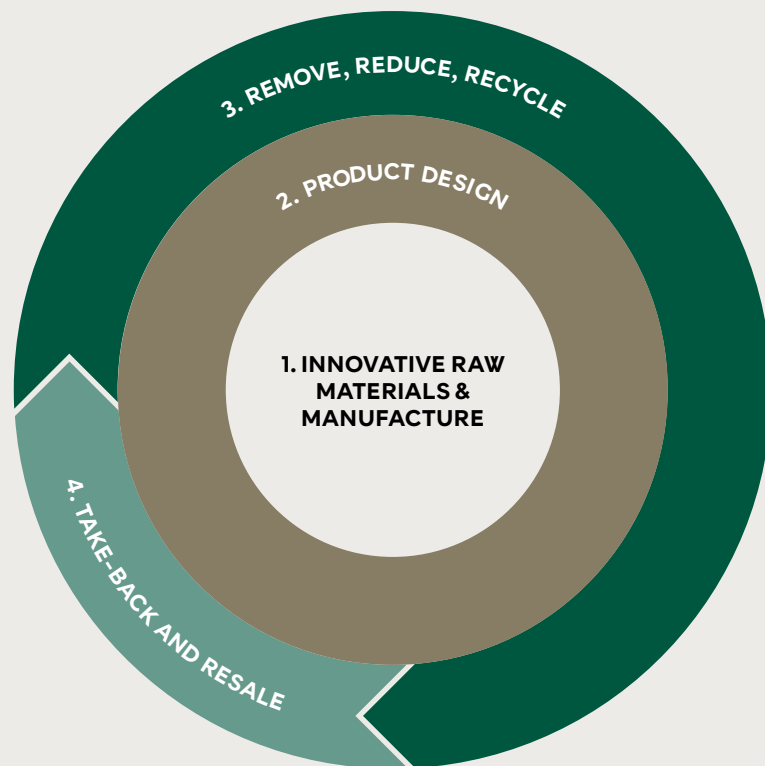 3. REMOVE, REDUCE, RECYCLE
2. PRODUCT DESIGN
1. INNOVATIVE RAW
MATERIALS &
MANUFACTURE
4. TAKE-BACK AND RESALE